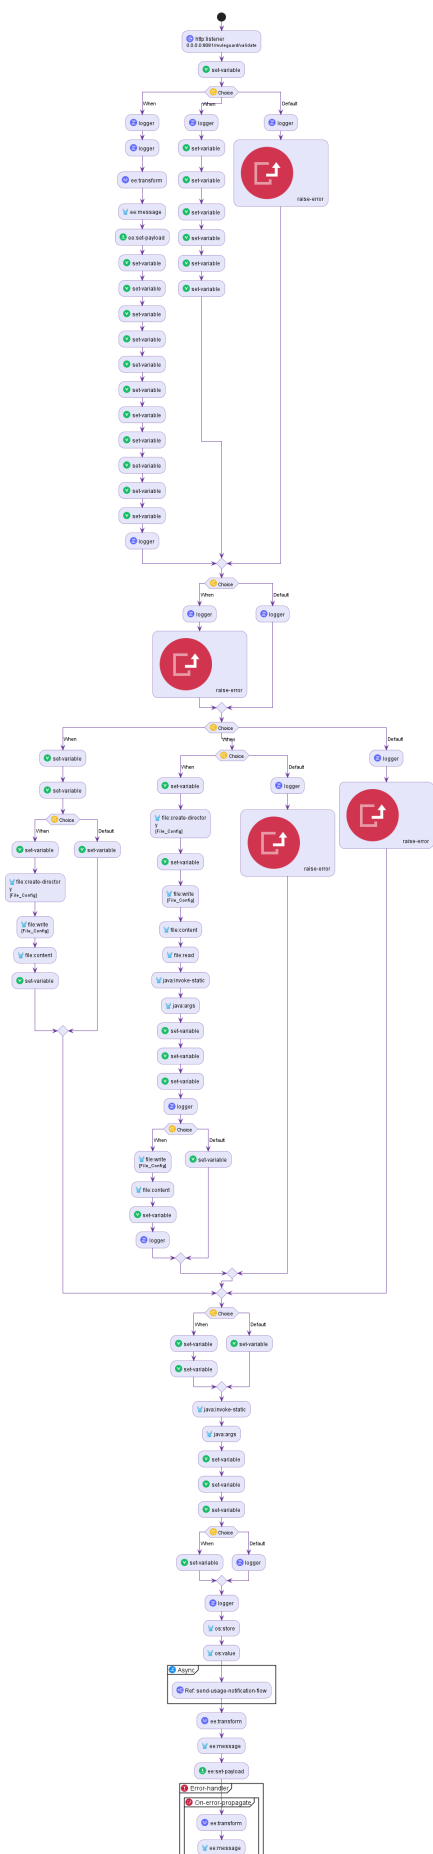 http:listener
0.0.0.0:8081/muleguard/validate
set-variable
Choice
When
When
Default
logger
logger
logger
logger
set-variable
raise-error
ee:transform
set-variable
ee:message
set-variable
ee:set-payload
set-variable
set-variable
set-variable
set-variable
set-variable
set-variable
set-variable
set-variable
set-variable
set-variable
set-variable
set-variable
set-variable
set-variable
logger
Choice
When
Default
logger
logger
raise-error
Choice
When
When
Default
set-variable
Choice
logger
When
Default
set-variable
set-variable
logger
raise-error
Choice
file:create-director
y
[File_Config]
raise-error
When
Default
set-variable
set-variable
set-variable
file:create-director
y
[File_Config]
file:write
[File_Config]
file:write
[File_Config]
file:content
file:content
file:read
set-variable
java:invoke-static
java:args
set-variable
set-variable
set-variable
logger
Choice
When
Default
file:write
[File_Config]
set-variable
file:content
set-variable
logger
Choice
When
Default
set-variable
set-variable
set-variable
java:invoke-static
java:args
set-variable
set-variable
set-variable
Choice
When
Default
set-variable
logger
logger
os:store
os:value
Async
Ref: send-usage-notification-flow
ee:transform
ee:message
ee:set-payload
Error-handler
On-error-propagate
ee:transform
ee:message